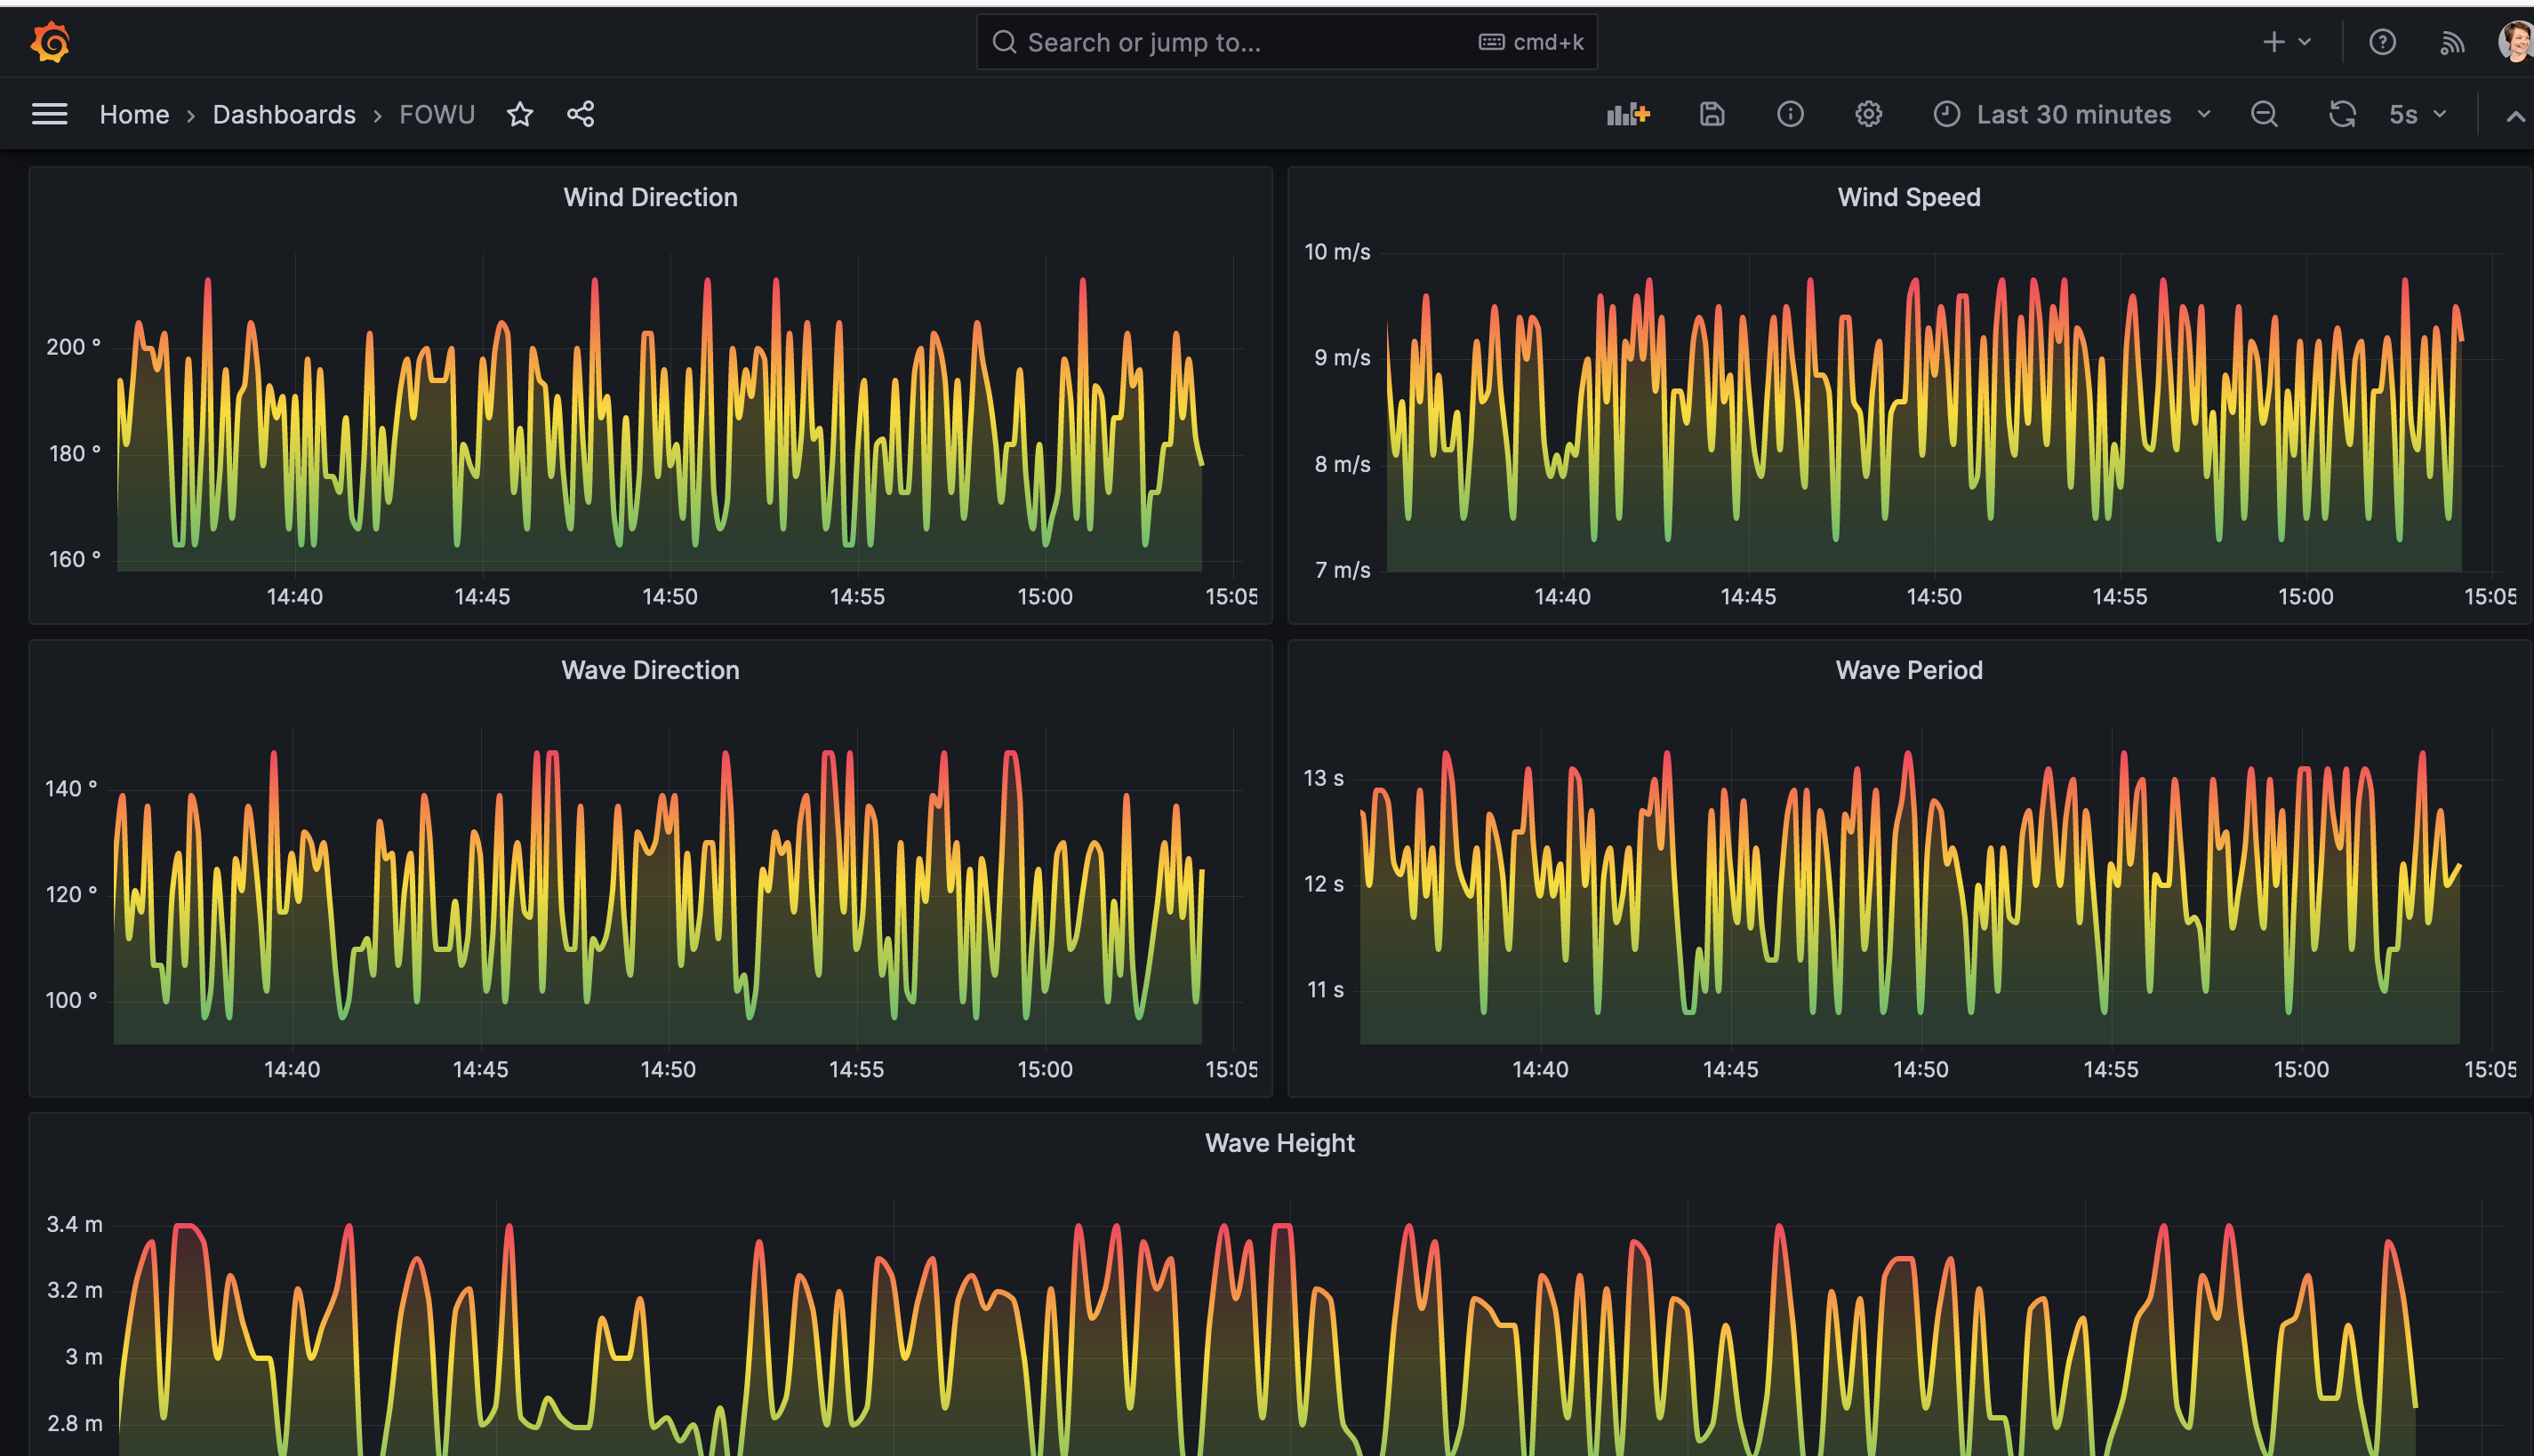 Search or jump to... cmd+k
Home › Dashboards › FOWU Last 30 minutes 5s
Wind Direction
200 °
180 °
160 °
14:40 14:45 14:50 14:55 15:00 15:05
Wind Speed
10 m/s
9 m/s
8 m/s
7 m/s
14:40 14:45 14:50 14:55 15:00 15:05
Wave Direction
140 °
120 °
100 °
14:40 14:45 14:50 14:55 15:00 15:05
Wave Period
13 s
12 s
11 s
14:40 14:45 14:50 14:55 15:00 15:05
Wave Height
3.4 m
3.2 m
3 m
2.8 m